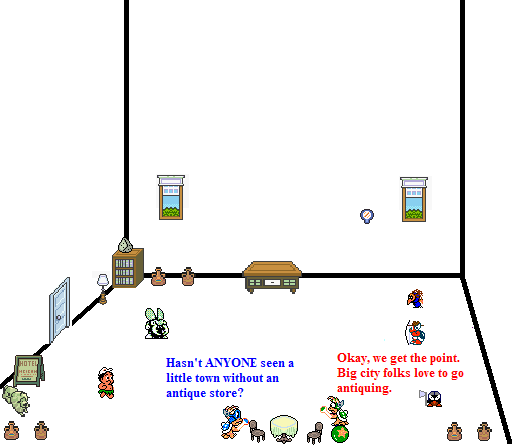 Hasn't ANYONE seen a
little town without an
antique store?
Okay, we get the point.
Big city folks love to go
antiquing.
HOTEL